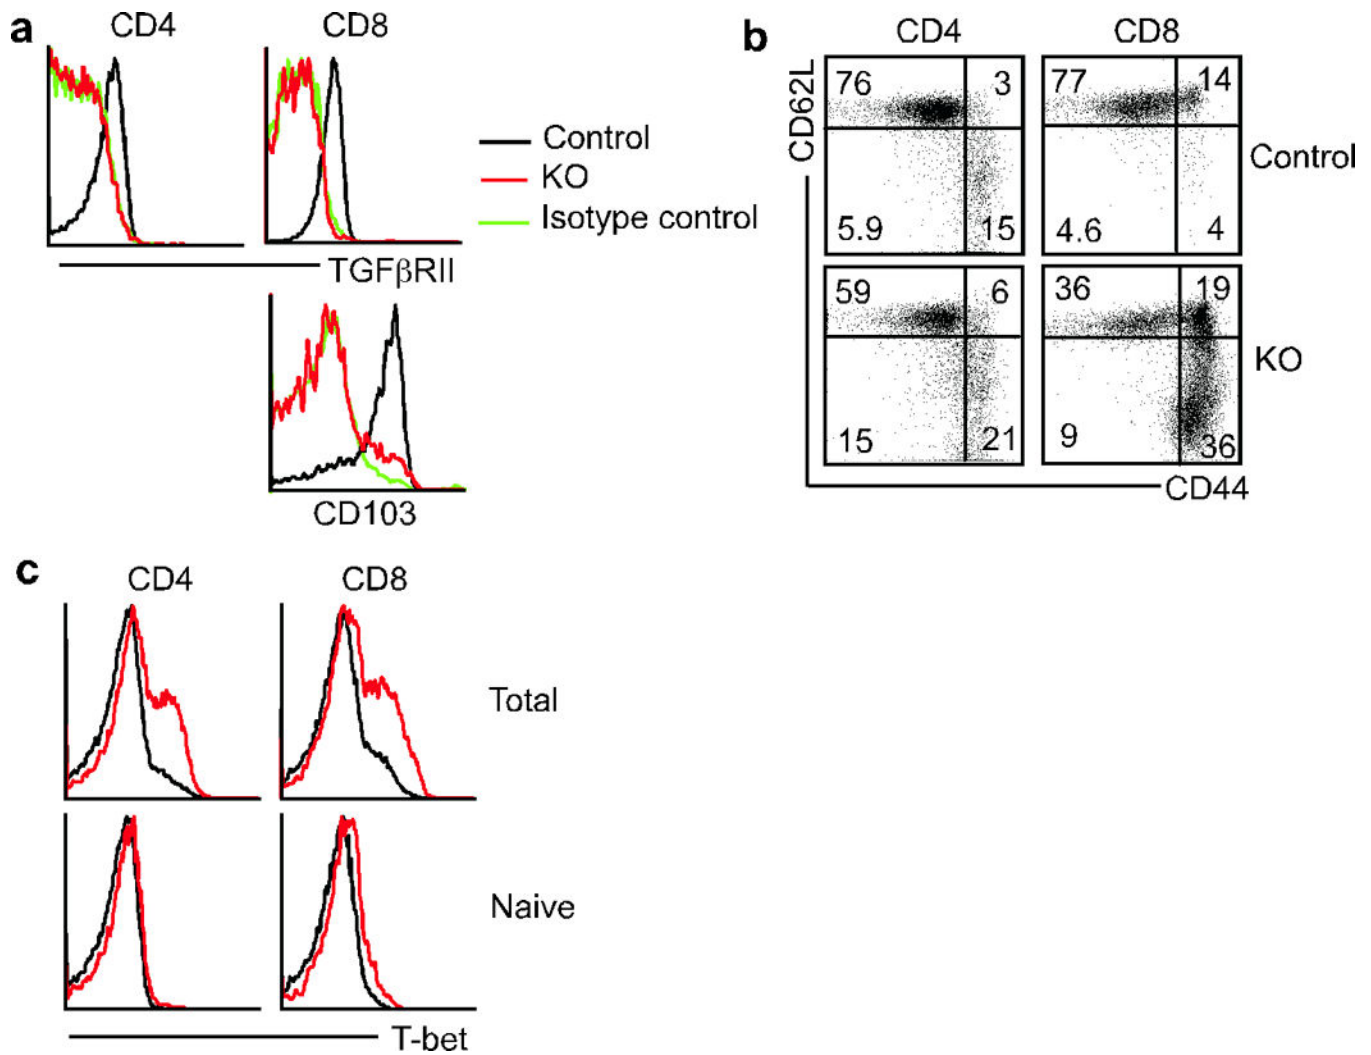 a
CD4
CD8
Control
KO
Isotype control
TGFβRII
CD103
b
CD4
CD8
CD62L
76
3
5.9
15
77
14
4.6
4
Control
59
6
15
21
36
19
9
36
KO
CD44
c
CD4
CD8
Total
Naive
T-bet